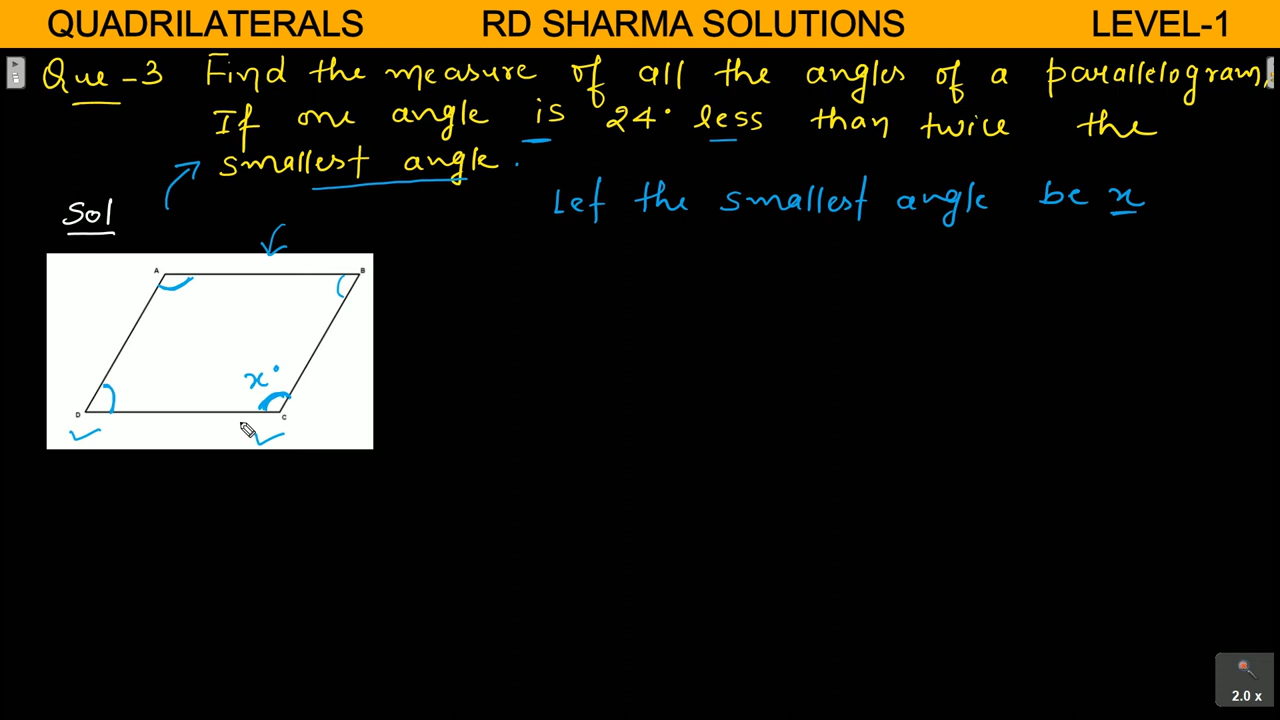 QUADRILATERALS RD SHARMA SOLUTIONS LEVEL-1
Que-3 Find the measure of all the angles of a parallelogram,
If one angle is 24° less than twice the
smallest angle.
Let the smallest angle be x
Sol
A B
x°
D C
2.0 x